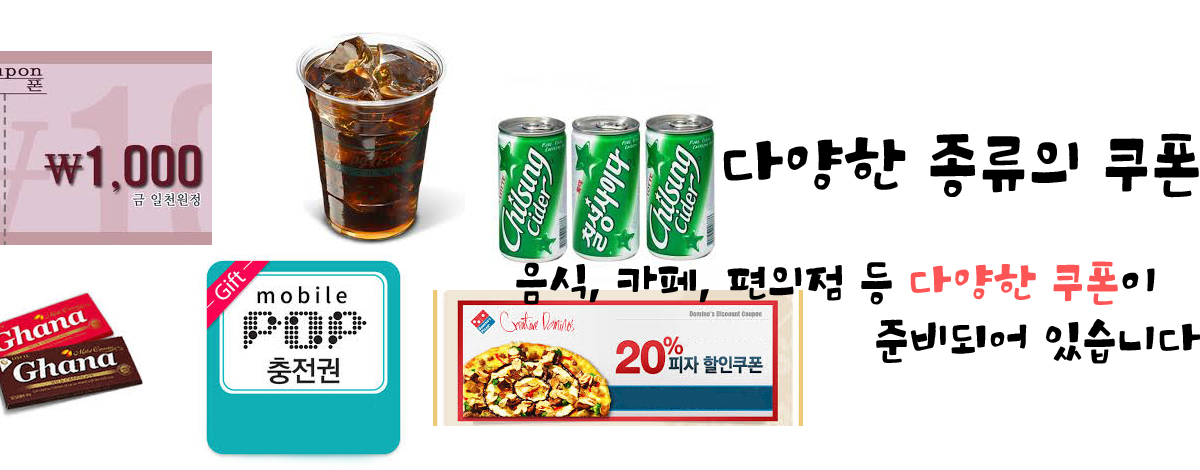 upon
폰
₩1,000
금 일천원정
Chilsung
Cider
칠성사이다
Chilsung
Cider
다양한 종류의 쿠폰
음식, 카페, 편의점 등 다양한 쿠폰이
준비되어 있습니다
Gift
mobile
POP
충전권
Ghana
Ghana
Creative Domino's
Domino's Discount Coupon
20%
피자 할인쿠폰